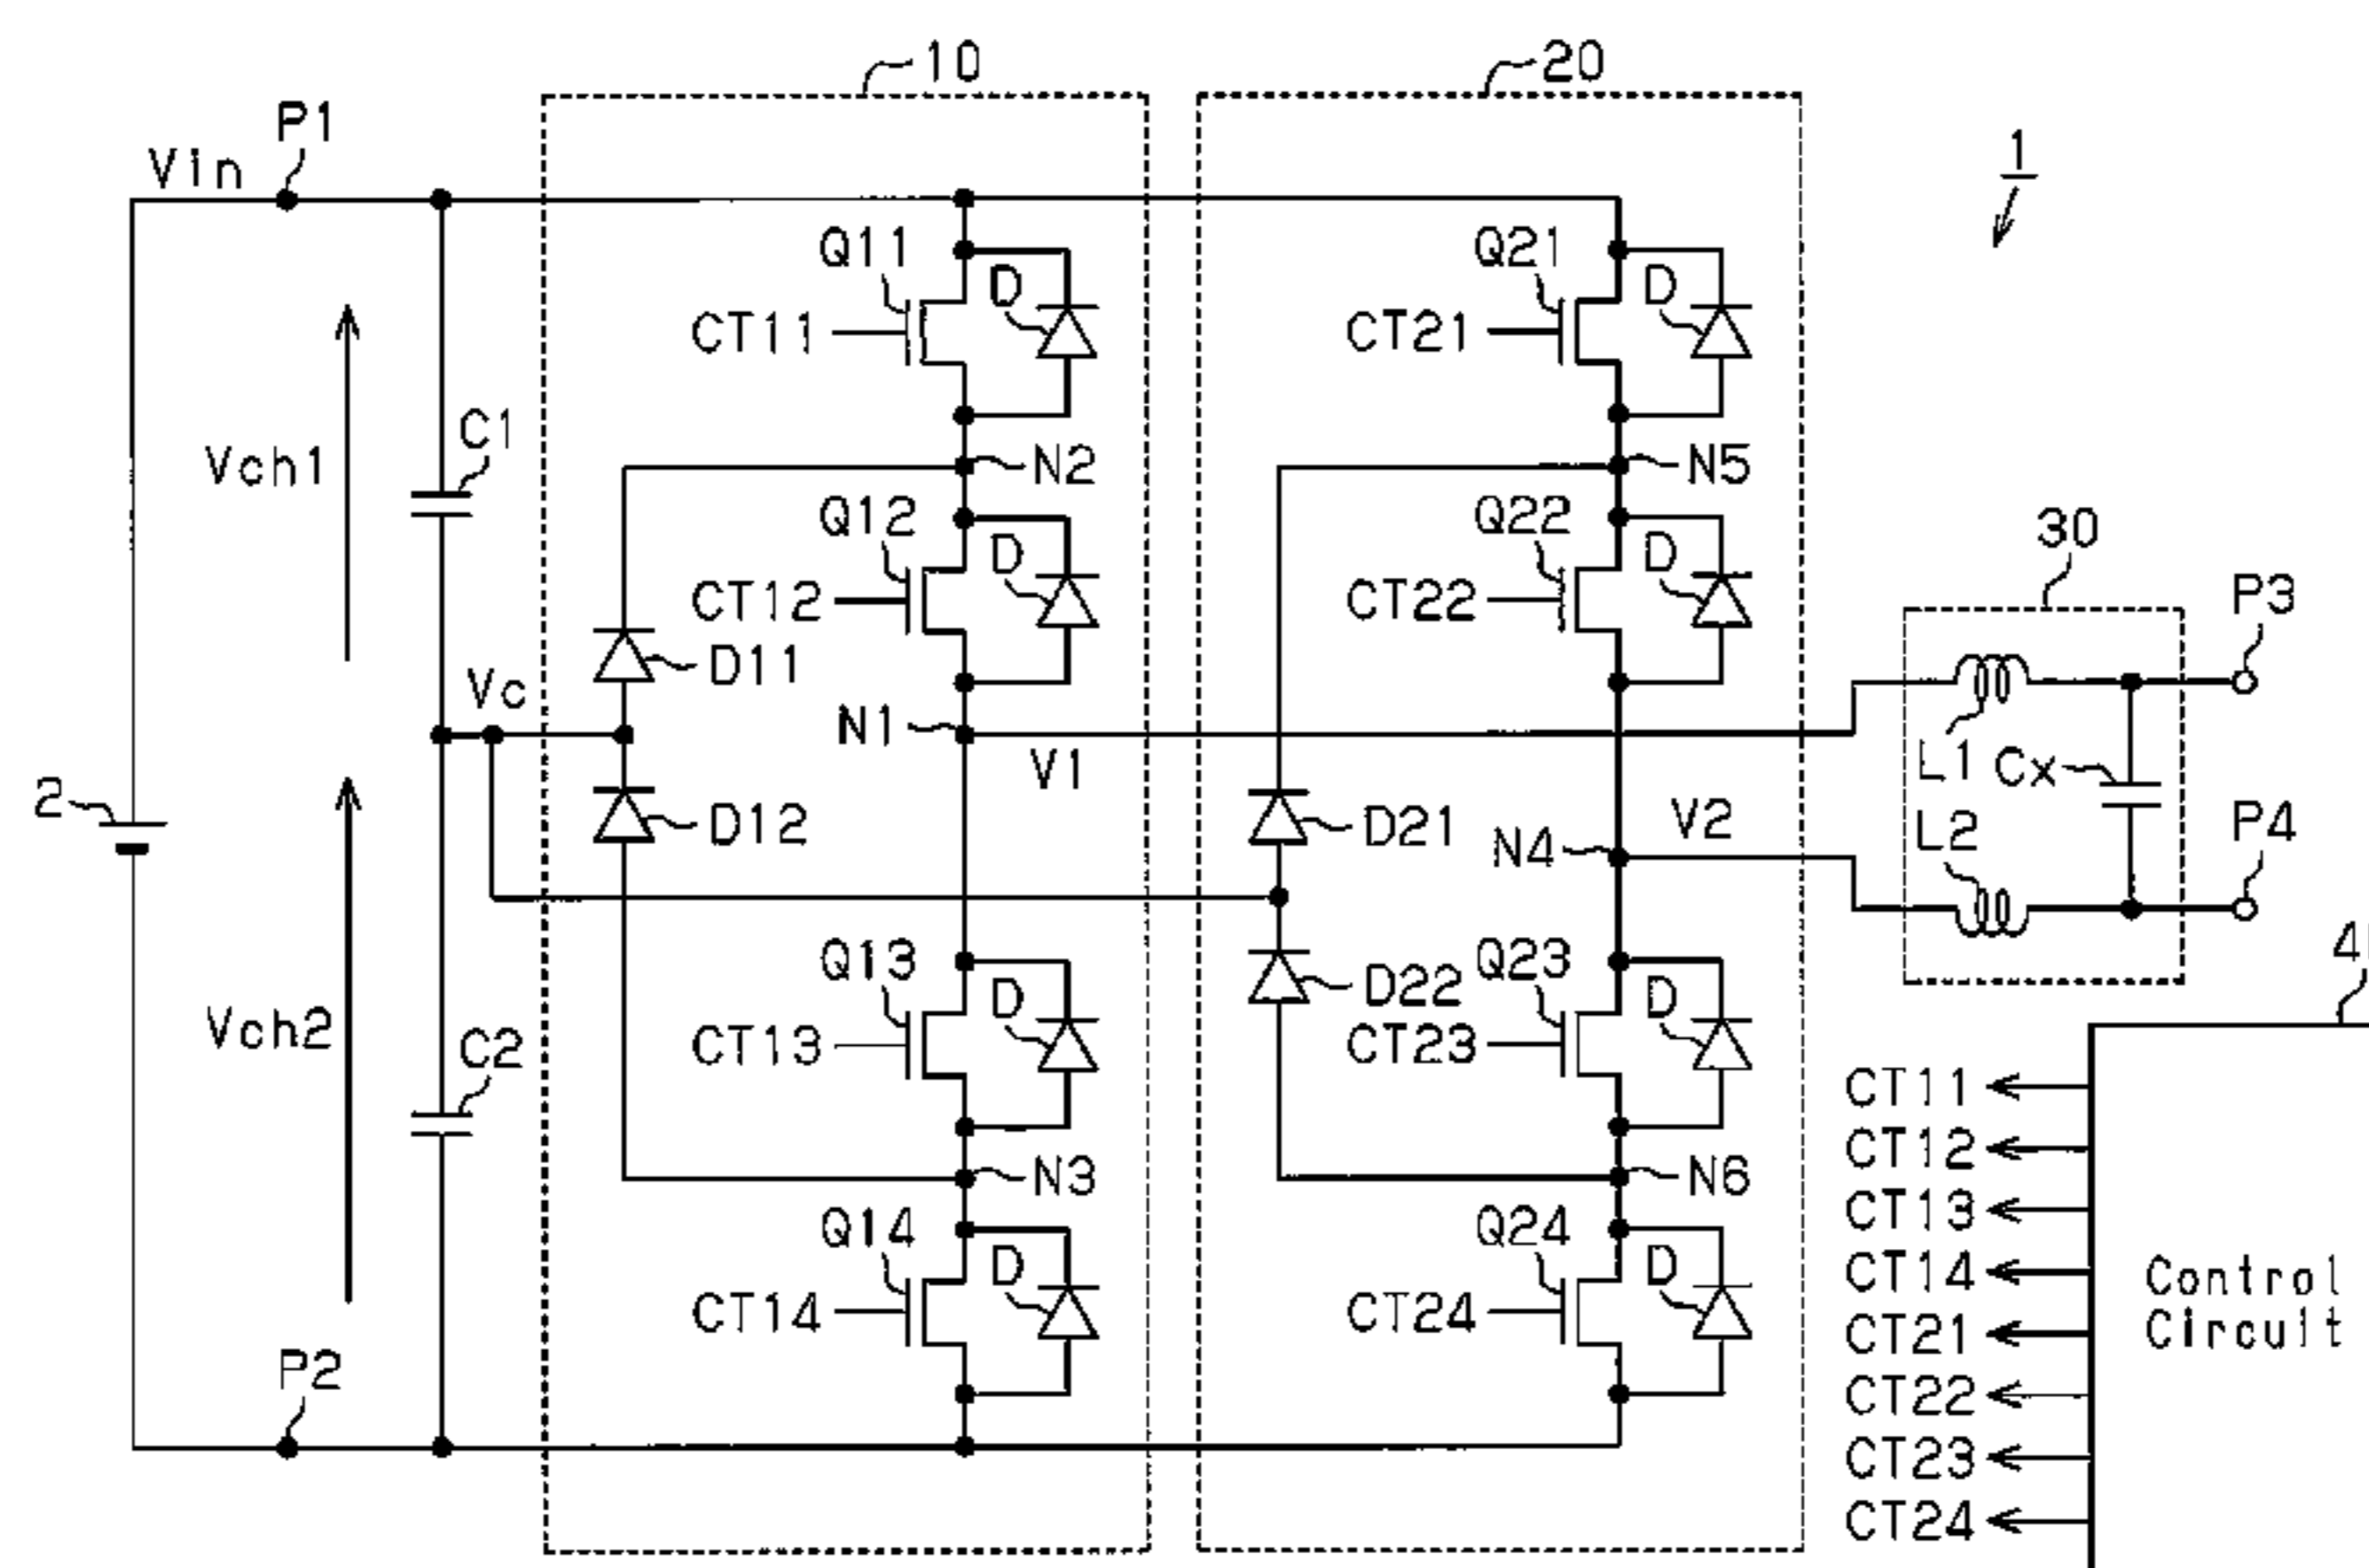 10
20
1
P1
Vin
Q11
D
Q21
D
CT11
CT21
C1
Vch1
N2
N5
Q12
D
Q22
D
30
CT12
CT22
P3
D11
Vc
N1
V1
L1
Cx
2
D12
D21
V2
N4
L2
P4
Q13
D
D22
Q23
D
Vch2
CT13
CT23
C2
CT11
CT12
N3
N6
CT13
Q14
D
Q24
D
CT14
Control
Circuit
CT14
CT24
CT21
P2
CT22
CT23
CT24